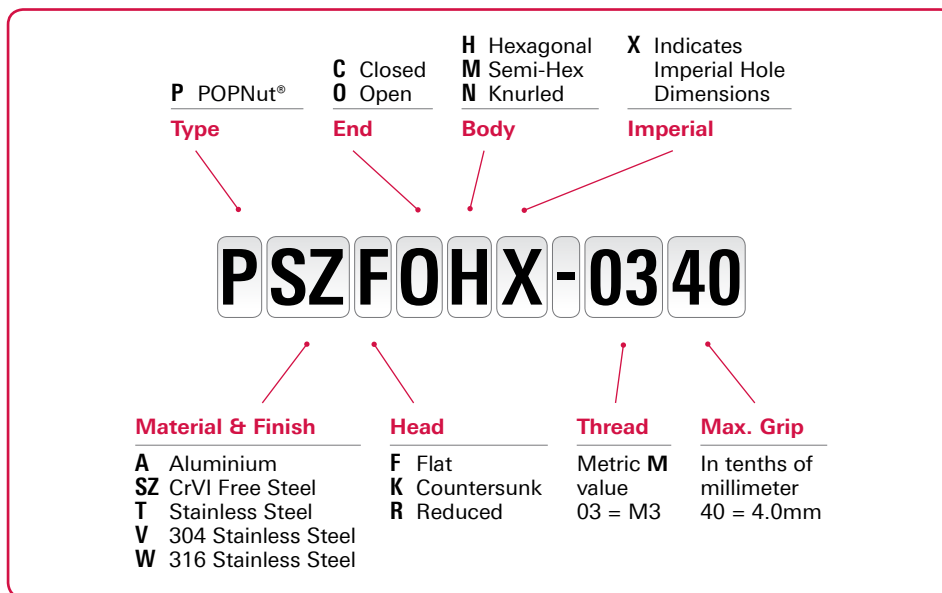 P POPNut®
Type
C Closed
O Open
End
H Hexagonal
M Semi-Hex
N Knurled
Body
X Indicates
Imperial Hole
Dimensions
Imperial
PSZFOHX-0340
Material & Finish
A Aluminium
SZ CrVI Free Steel
T Stainless Steel
V 304 Stainless Steel
W 316 Stainless Steel
Head
F Flat
K Countersunk
R Reduced
Thread
Metric M
value
03 = M3
Max. Grip
In tenths of
millimeter
40 = 4.0mm